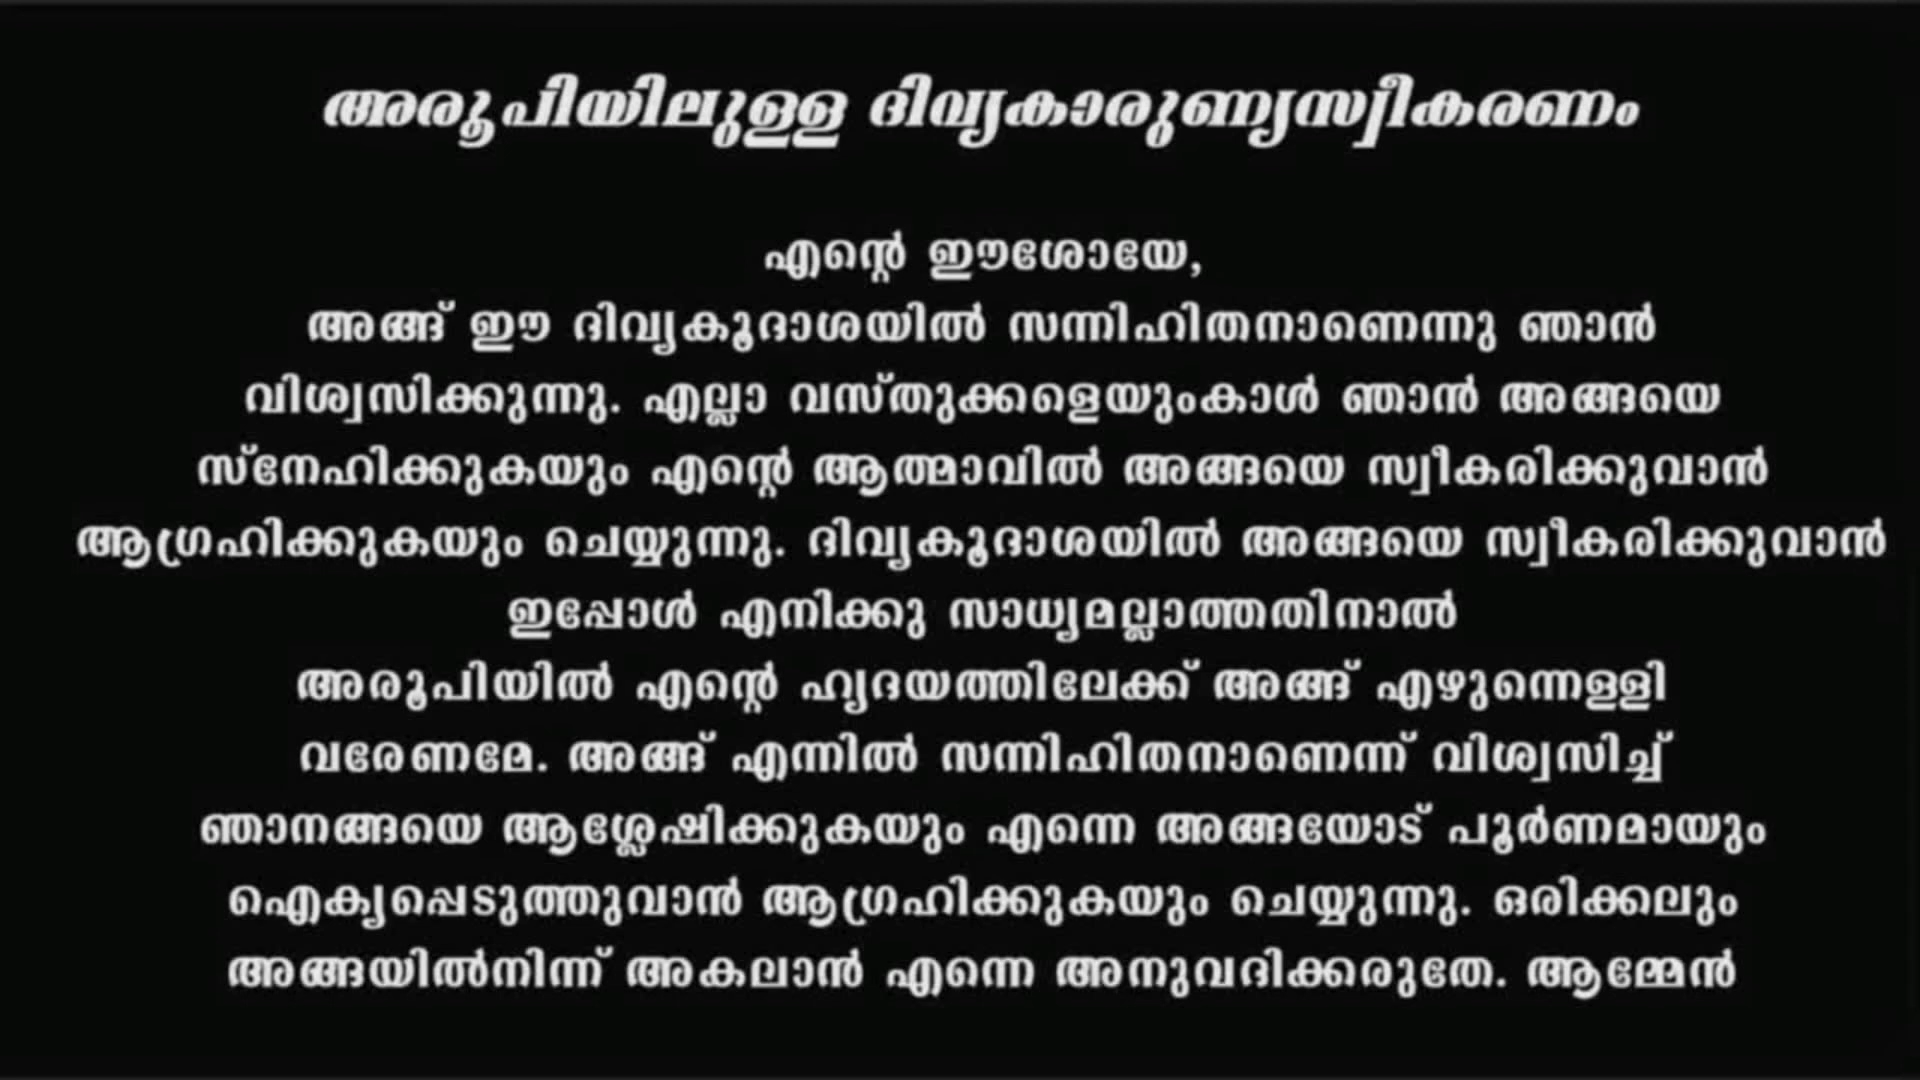 അരൂപിയിലുള്ള ദിവ്യകാരുണ്യസ്വീകരണം
എന്റെ ഈശോയേ,
അങ്ങ് ഈ ദിവ്യകൂദാശയിൽ സന്നിഹിതനാണെന്നു ഞാൻ
വിശ്വസിക്കുന്നു. എല്ലാ വസ്തുക്കളെയുംകാൾ ഞാൻ അങ്ങയെ
സ്നേഹിക്കുകയും എന്റെ ആത്മാവിൽ അങ്ങയെ സ്വീകരിക്കുവാൻ
ആഗ്രഹിക്കുകയും ചെയ്യുന്നു. ദിവ്യകൂദാശയിൽ അങ്ങയെ സ്വീകരിക്കുവാൻ
ഇപ്പോൾ എനിക്കു സാധ്യമല്ലാത്തതിനാൽ
അരൂപിയിൽ എന്റെ ഹൃദയത്തിലേക്ക് അങ്ങ് എഴുന്നെള്ളി
വരേണമേ. അങ്ങ് എന്നിൽ സന്നിഹിതനാണെന്ന് വിശ്വസിച്ച്
ഞാനങ്ങയെ ആശ്ലേഷിക്കുകയും എന്നെ അങ്ങയോട് പൂർണമായും
ഐക്യപ്പെടുത്തുവാൻ ആഗ്രഹിക്കുകയും ചെയ്യുന്നു. ഒരിക്കലും
അങ്ങയിൽനിന്ന് അകലാൻ എന്നെ അനുവദിക്കരുതേ. ആമ്മേൻ